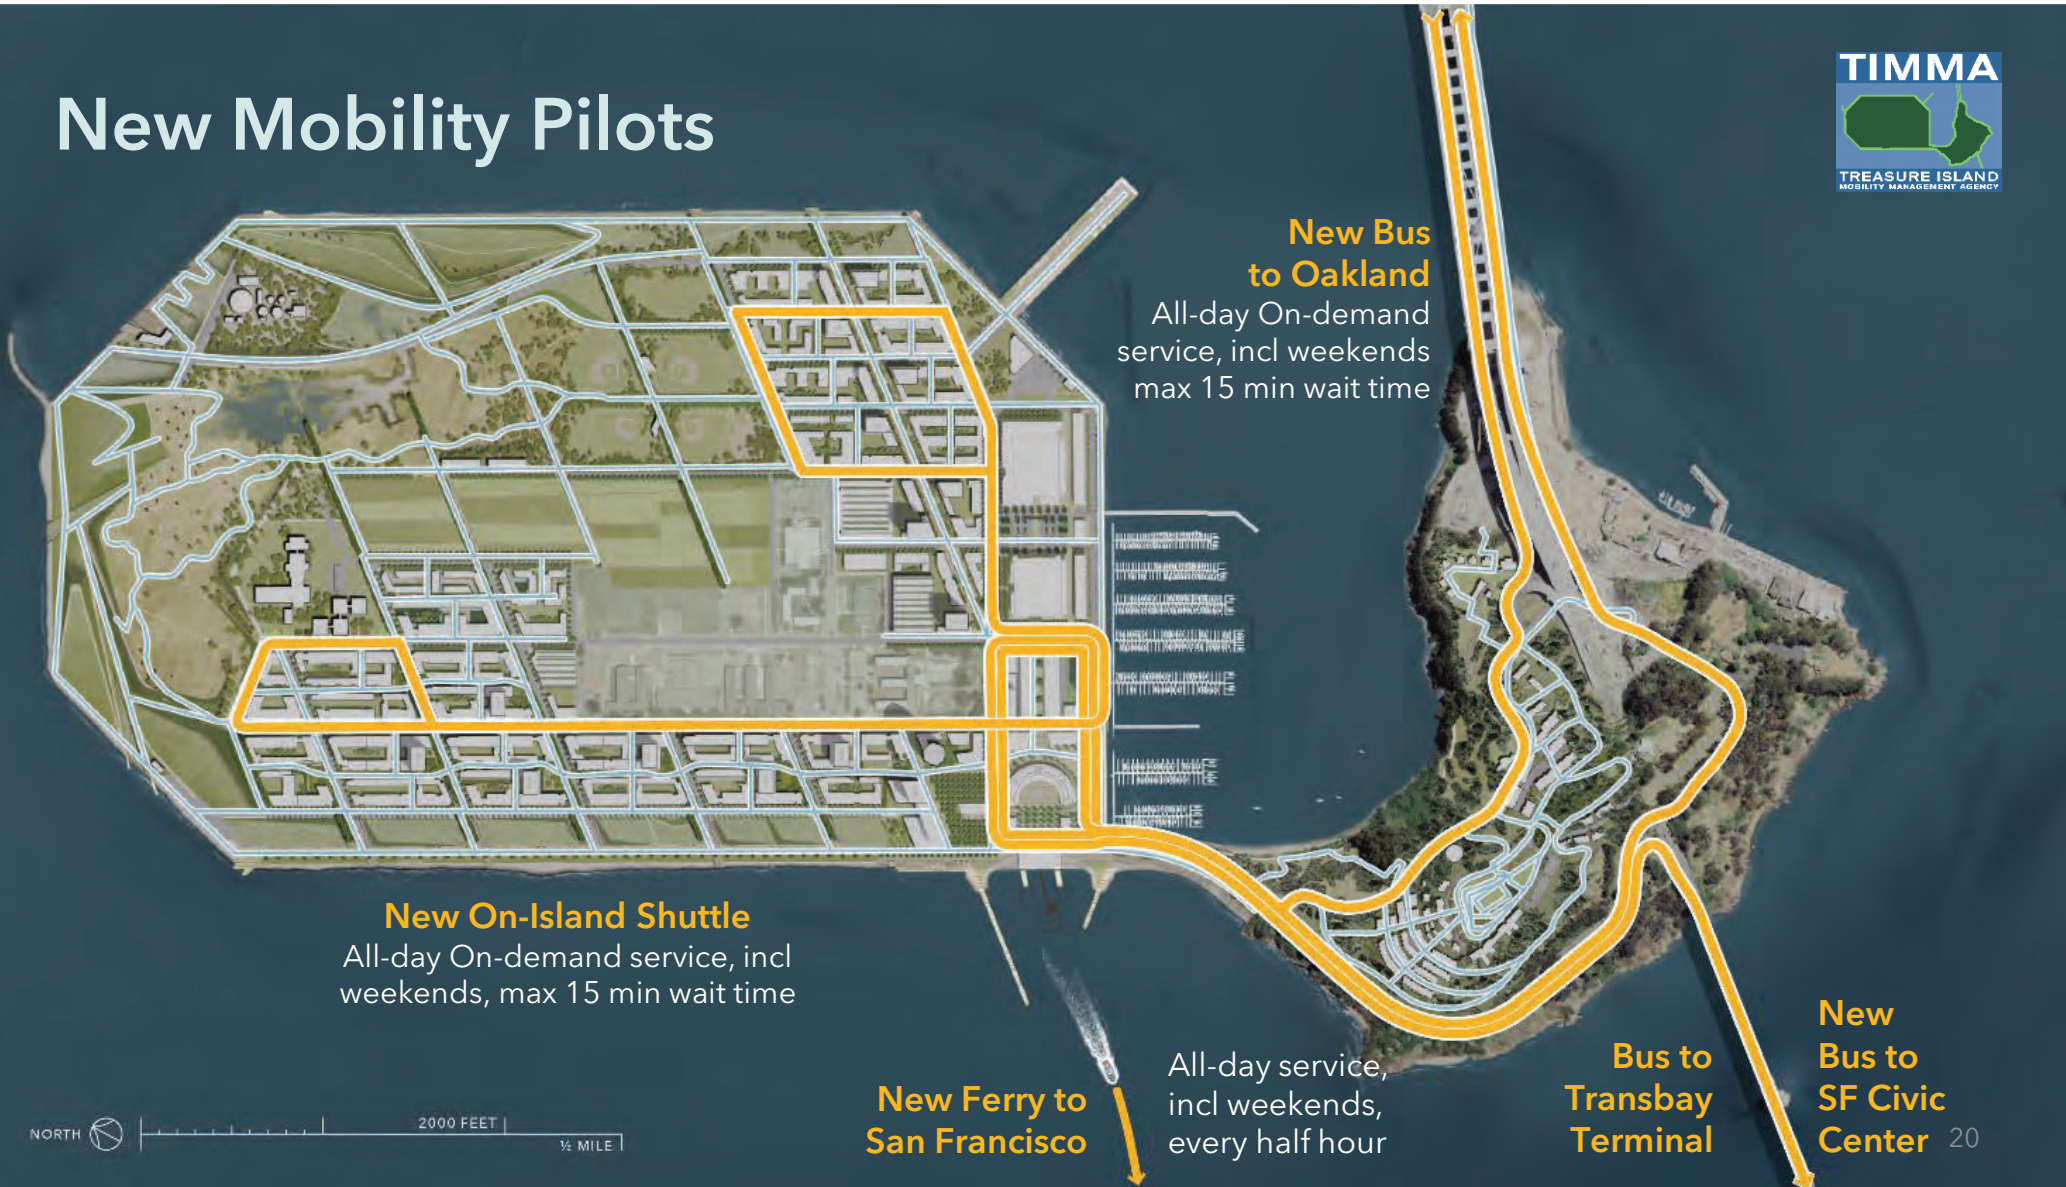 New Mobility Pilots
TIMMA
TREASURE ISLAND
MOBILITY MANAGEMENT AGENCY
New Bus
to Oakland
All-day On-demand
service, incl weekends
max 15 min wait time
New On-Island Shuttle
All-day On-demand service, incl
weekends, max 15 min wait time
New Ferry to
San Francisco
All-day service,
incl weekends,
every half hour
Bus to
Transbay
Terminal
New
Bus to
SF Civic
Center
20
NORTH
2000 FEET
½ MILE